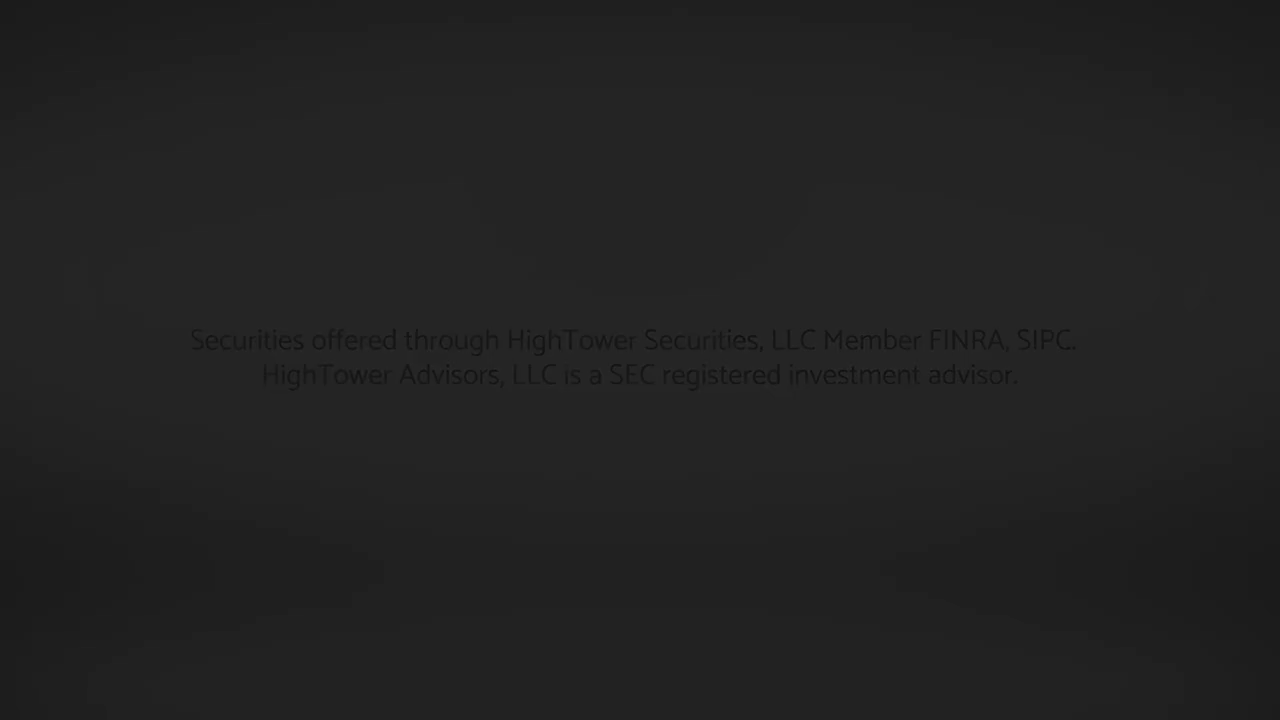 Securities offered through HighTower Securities, LLC Member FINRA, SIPC.
HighTower Advisors, LLC is a SEC registered investment advisor.